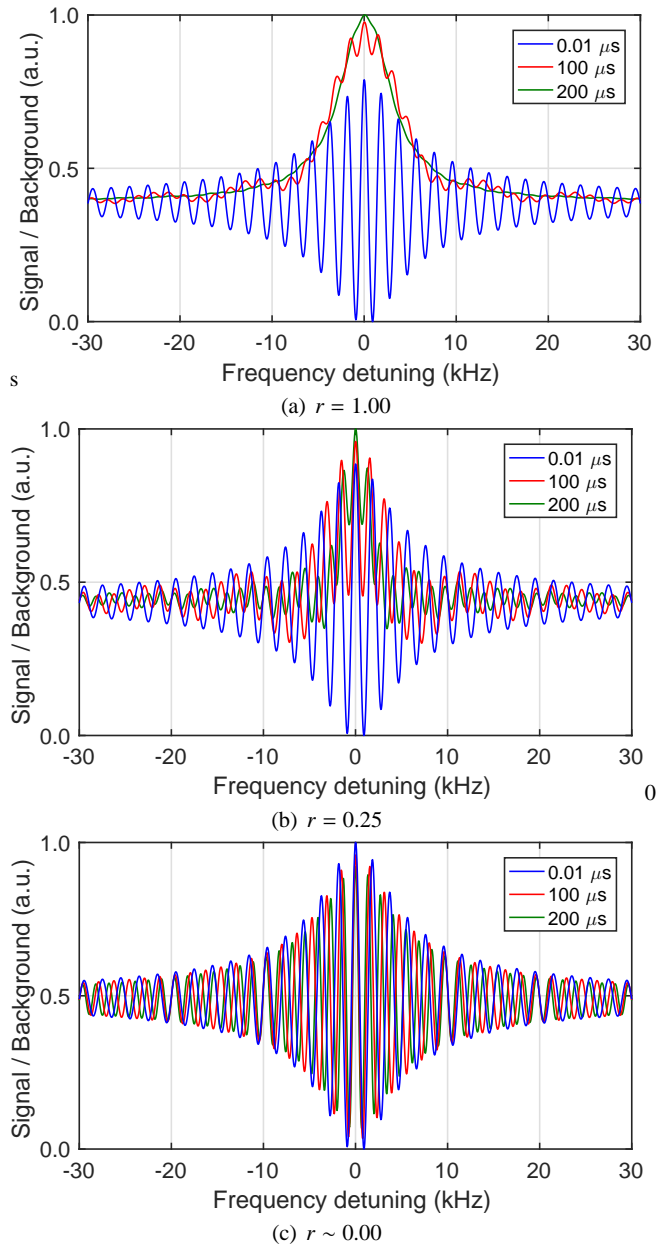 1.0
0.5
0.0
Signal / Background (a.u.)
0.01 μs
100 μs
200 μs
-30 -20 -10 0 10 20 30
Frequency detuning (kHz)
s
(a) r = 1.00
1.0
0.5
0.0
Signal / Background (a.u.)
0.01 μs
100 μs
200 μs
-30 -20 -10 0 10 20 30
Frequency detuning (kHz)
0
(b) r = 0.25
1.0
0.5
0.0
Signal / Background (a.u.)
0.01 μs
100 μs
200 μs
-30 -20 -10 0 10 20 30
Frequency detuning (kHz)
(c) r ~ 0.00